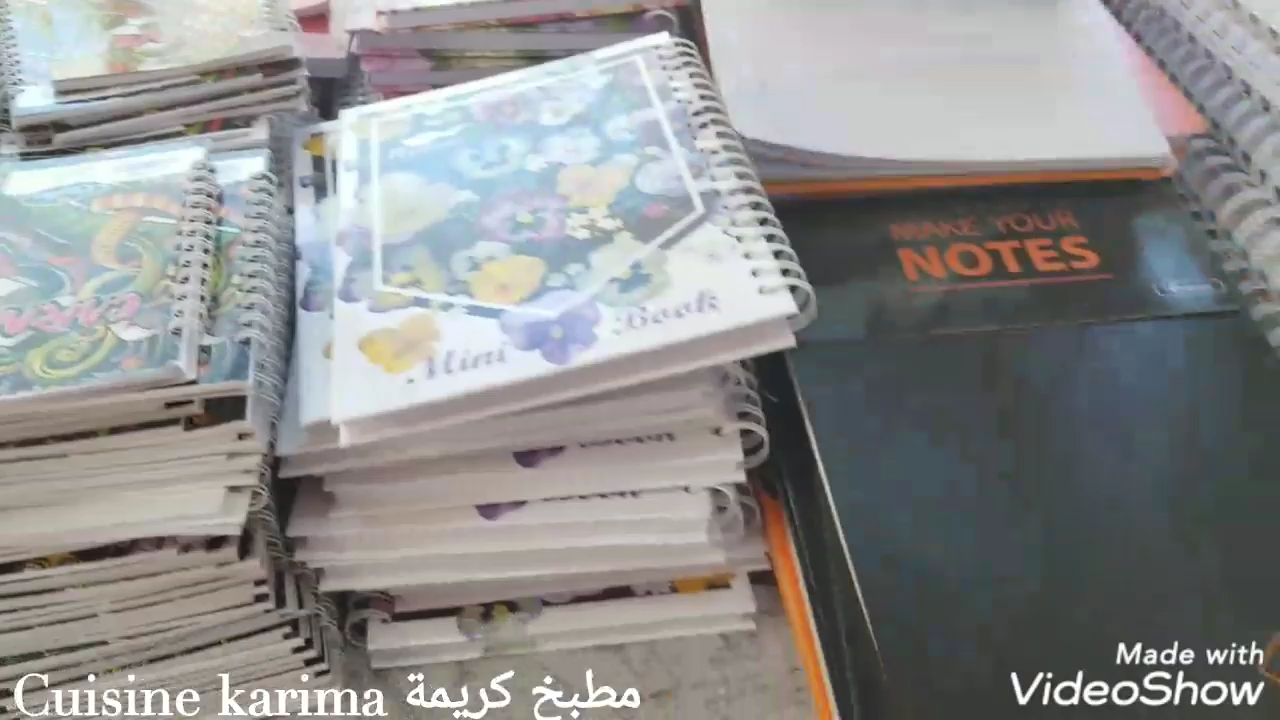 MAKE YOUR
NOTES
Mini Book
Made with
VideoShow
Cuisine karima مطبخ كريمة